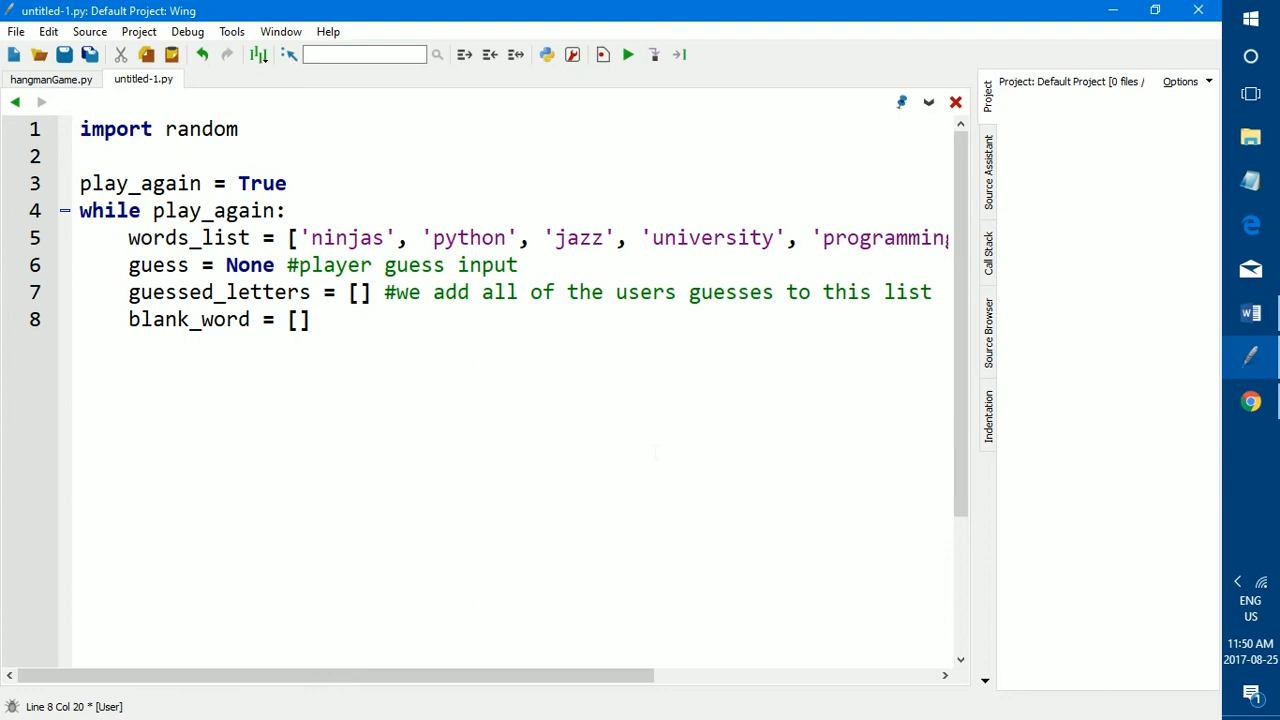 untitled-1.py: Default Project: Wing
File Edit Source Project Debug Tools Window Help
hangmanGame.py untitled-1.py
Project: Default Project [0 files / Options
1 import random
2
3 play_again = True
4 while play_again:
5 words_list = ['ninjas', 'python', 'jazz', 'university', 'programming
6 guess = None #player guess input
7 guessed_letters = [] #we add all of the users guesses to this list
8 blank_word = []
Project
Source Assistant
Call Stack
Source Browser
Indentation
ENG
US
11:50 AM
2017-08-25
1
Line 8 Col 20 * [User]